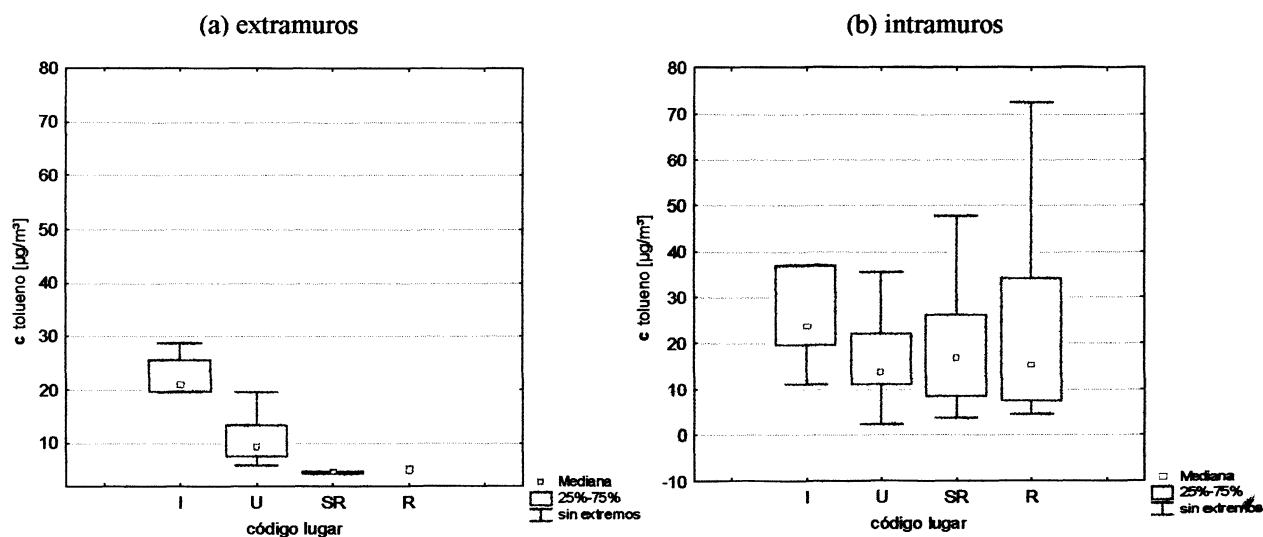 (a) extramuros
80
70
60
50
40
30
20
10
c tolueno [µg/m³]
I U SR R
código lugar
Mediana
25%-75%
sin extremos
(b) intramuros
80
70
60
50
40
30
20
10
0
-10
c tolueno [µg/m³]
I U SR R
código lugar
Mediana
25%-75%
sin extremos